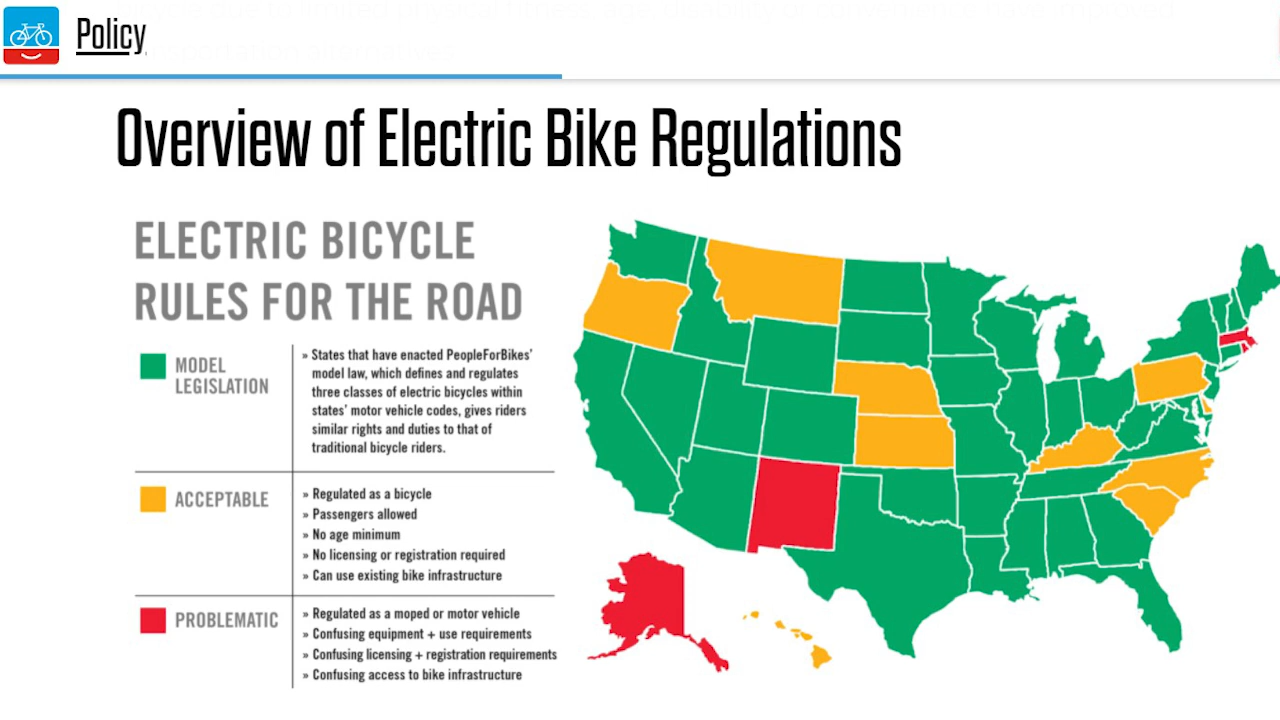 Policy
Overview of Electric Bike Regulations
ELECTRIC BICYCLE
RULES FOR THE ROAD
MODEL
LEGISLATION
» States that have enacted PeopleForBikes'
model law, which defines and regulates
three classes of electric bicycles within
states' motor vehicle codes, gives riders
similar rights and duties to that of
traditional bicycle riders.
ACCEPTABLE
» Regulated as a bicycle
» Passengers allowed
» No age minimum
» No licensing or registration required
» Can use existing bike infrastructure
PROBLEMATIC
» Regulated as a moped or motor vehicle
» Confusing equipment + use requirements
» Confusing licensing + registration requirements
» Confusing access to bike infrastructure